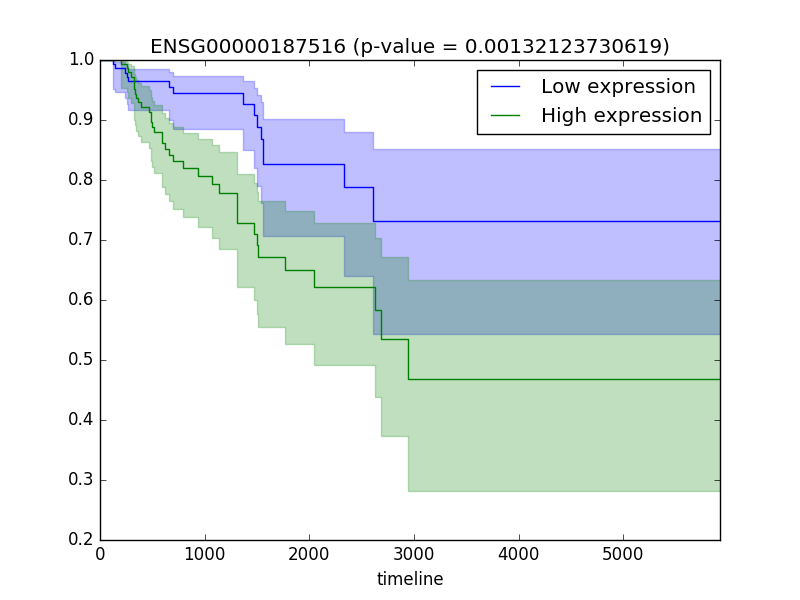 ENSG00000187516 (p-value = 0.00132123730619)
Low expression
High expression
1.0
0.9
0.8
0.7
0.6
0.5
0.4
0.3
0.2
0 1000 2000 3000 4000 5000
timeline